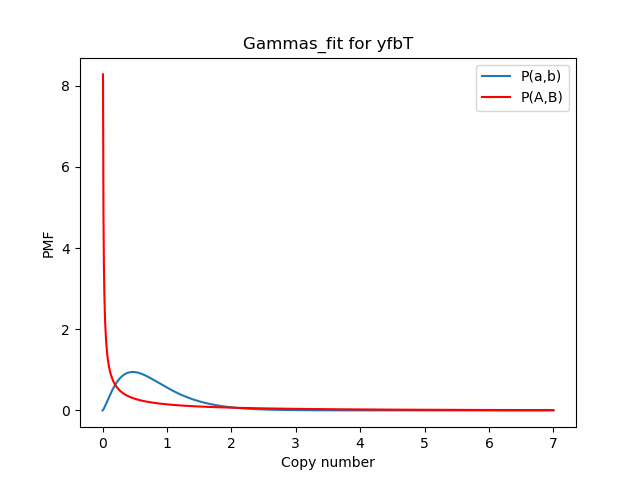 Gammas_fit for yfbT
P(a,b)
P(A,B)
PMF
8
6
4
2
0
0 1 2 3 4 5 6 7
Copy number